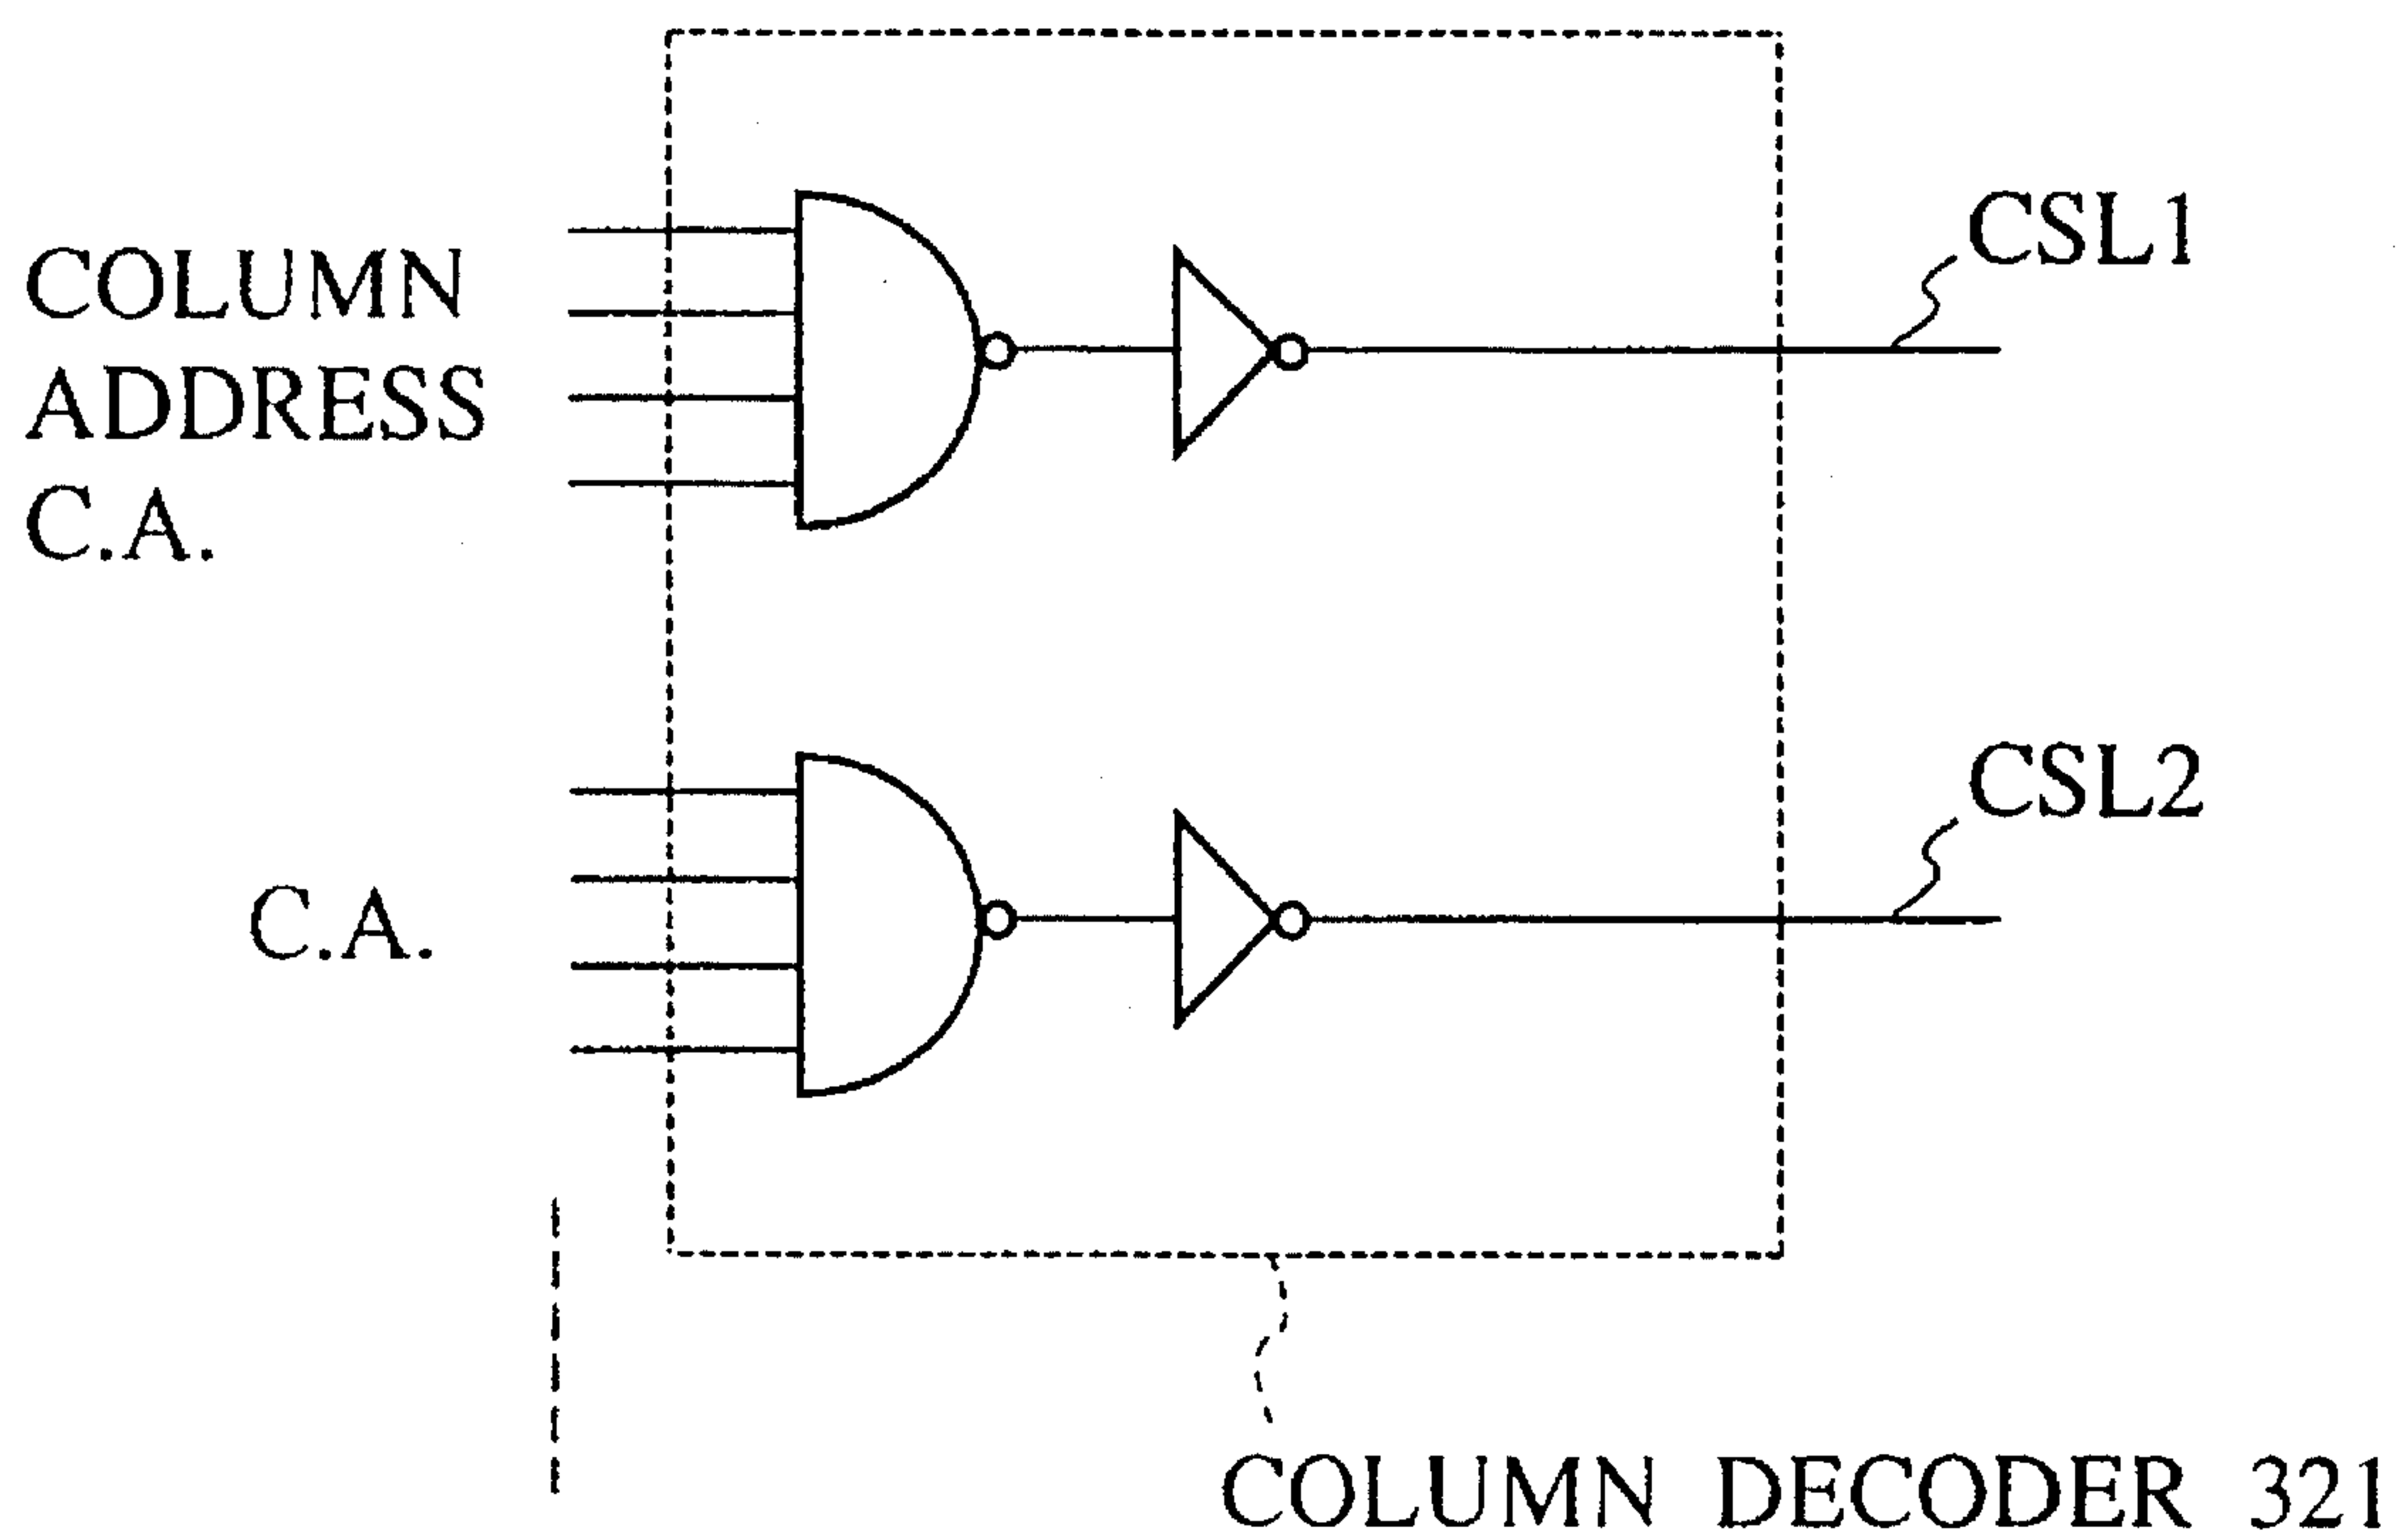 COLUMN
ADDRESS
C.A.
CSL1
C.A.
CSL2
COLUMN DECODER 321